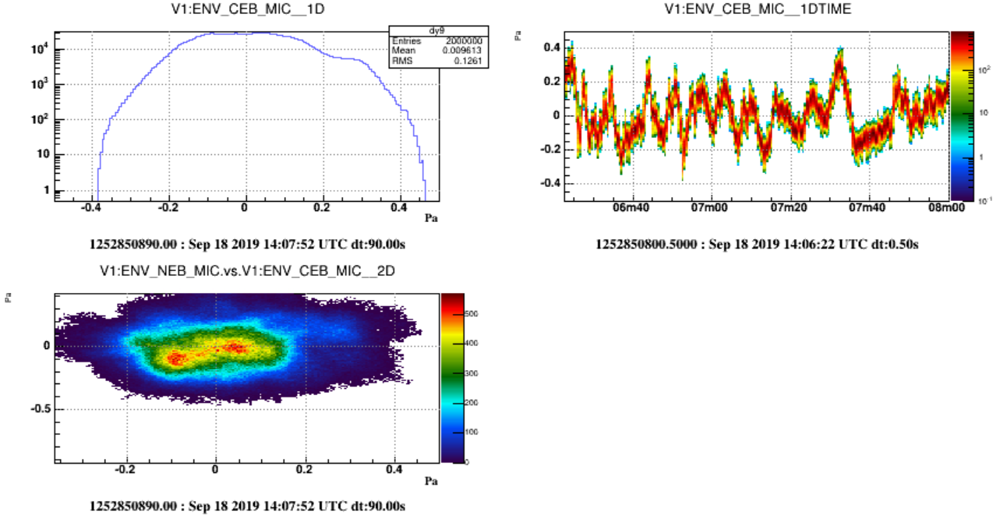 V1:ENV_CEB_MIC__1D
dy9
Entries 2000000
Mean 0.009613
RMS 0.1261
10⁴
10³
10²
10
1
-0.4 -0.2 0 0.2 0.4
Pa
1252850890.00 : Sep 18 2019 14:07:52 UTC dt:90.00s
V1:ENV_CEB_MIC__1DTIME
Pa
0.4
0.2
0
-0.2
-0.4
10²
10
1
10⁻¹
06m40 07m00 07m20 07m40 08m00
1252850800.5000 : Sep 18 2019 14:06:22 UTC dt:0.50s
V1:ENV_NEB_MIC.vs.V1:ENV_CEB_MIC__2D
Pa
0
-0.5
500
400
300
200
100
0
-0.2 0 0.2 0.4
Pa
1252850890.00 : Sep 18 2019 14:07:52 UTC dt:90.00s